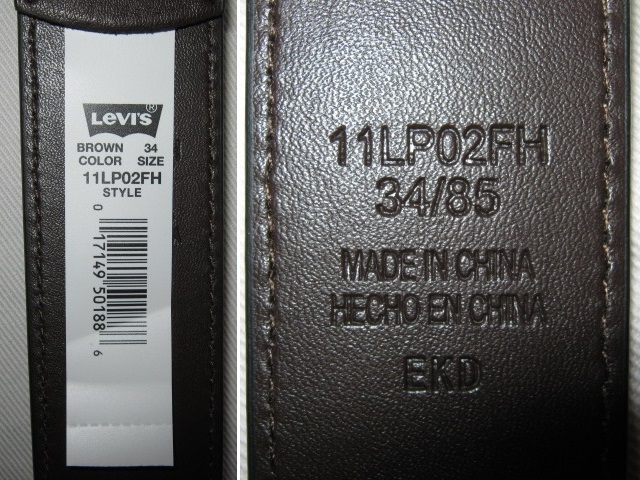 LEVI'S®
BROWN 34
COLOR SIZE
11LP02FH
STYLE
0 17149 50188 6
11LP02FH
34/85
MADE IN CHINA
HECHO EN CHINA
EKD